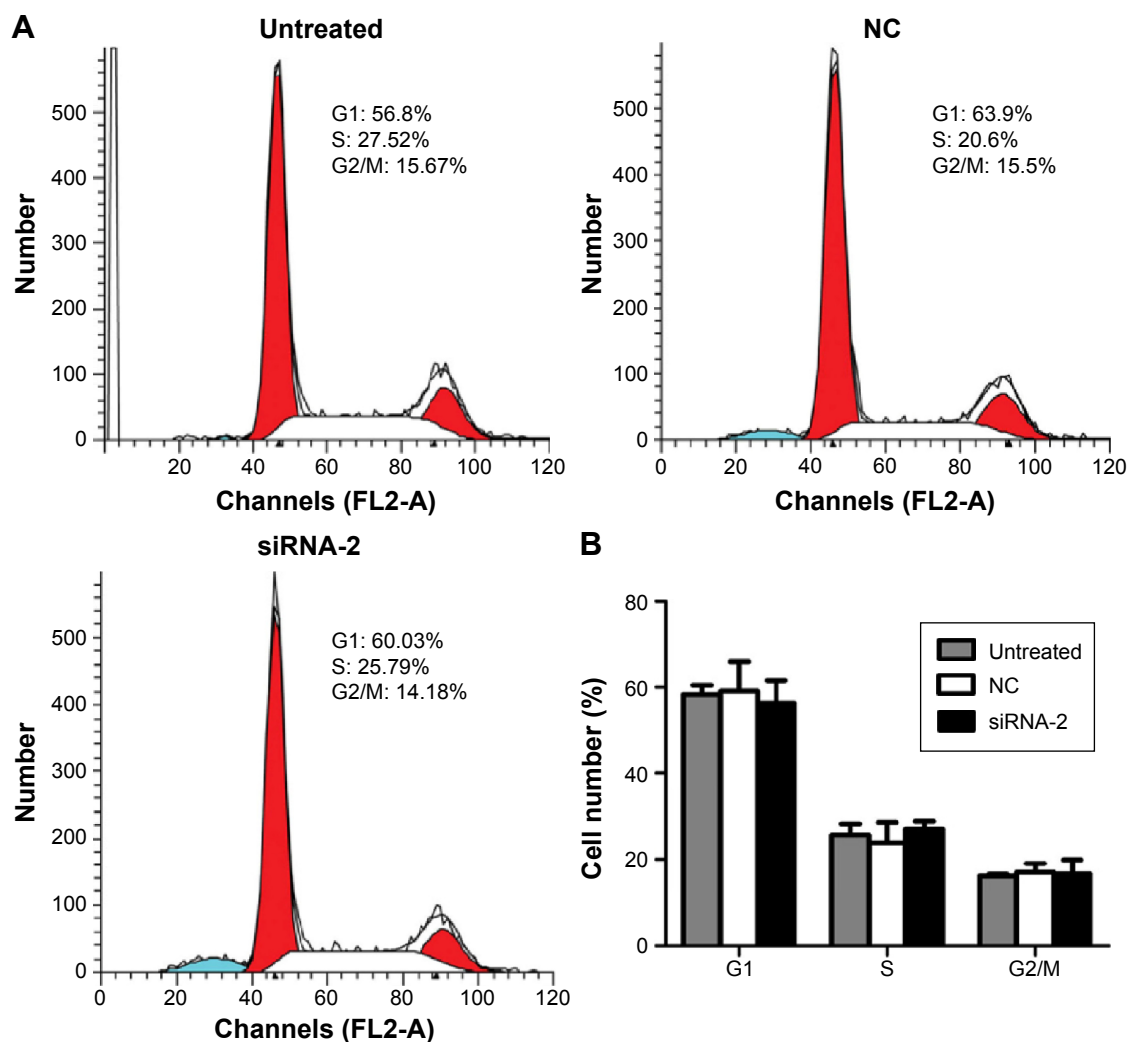 A
Untreated
500
400
300
200
100
0
Number
G1: 56.8%
S: 27.52%
G2/M: 15.67%
20 40 60 80 100 120
Channels (FL2-A)
NC
500
400
300
200
100
0
Number
G1: 63.9%
S: 20.6%
G2/M: 15.5%
0 20 40 60 80 100 120
Channels (FL2-A)
siRNA-2
500
400
300
200
100
0
Number
G1: 60.03%
S: 25.79%
G2/M: 14.18%
0 20 40 60 80 100 120
Channels (FL2-A)
B
80
60
40
20
0
Cell number (%)
Untreated
NC
siRNA-2
G1 S G2/M